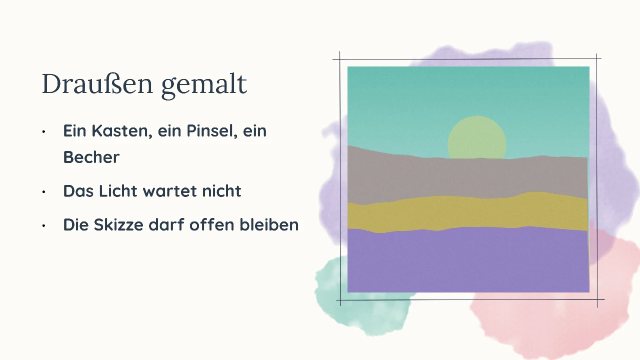 Draußen gemalt
• Ein Kasten, ein Pinsel, ein
Becher
• Das Licht wartet nicht
• Die Skizze darf offen bleiben